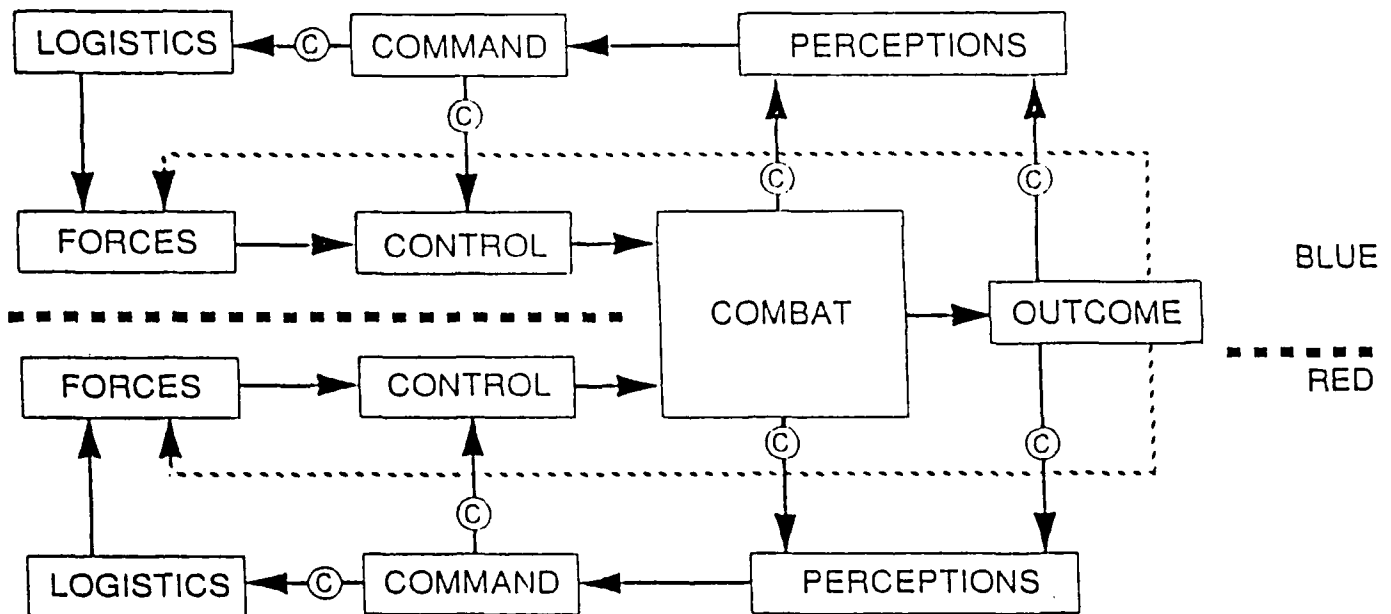 LOGISTICS
C
COMMAND
PERCEPTIONS
C
C
C
FORCES
CONTROL
COMBAT
OUTCOME
BLUE
FORCES
CONTROL
RED
C
C
C
LOGISTICS
C
COMMAND
PERCEPTIONS